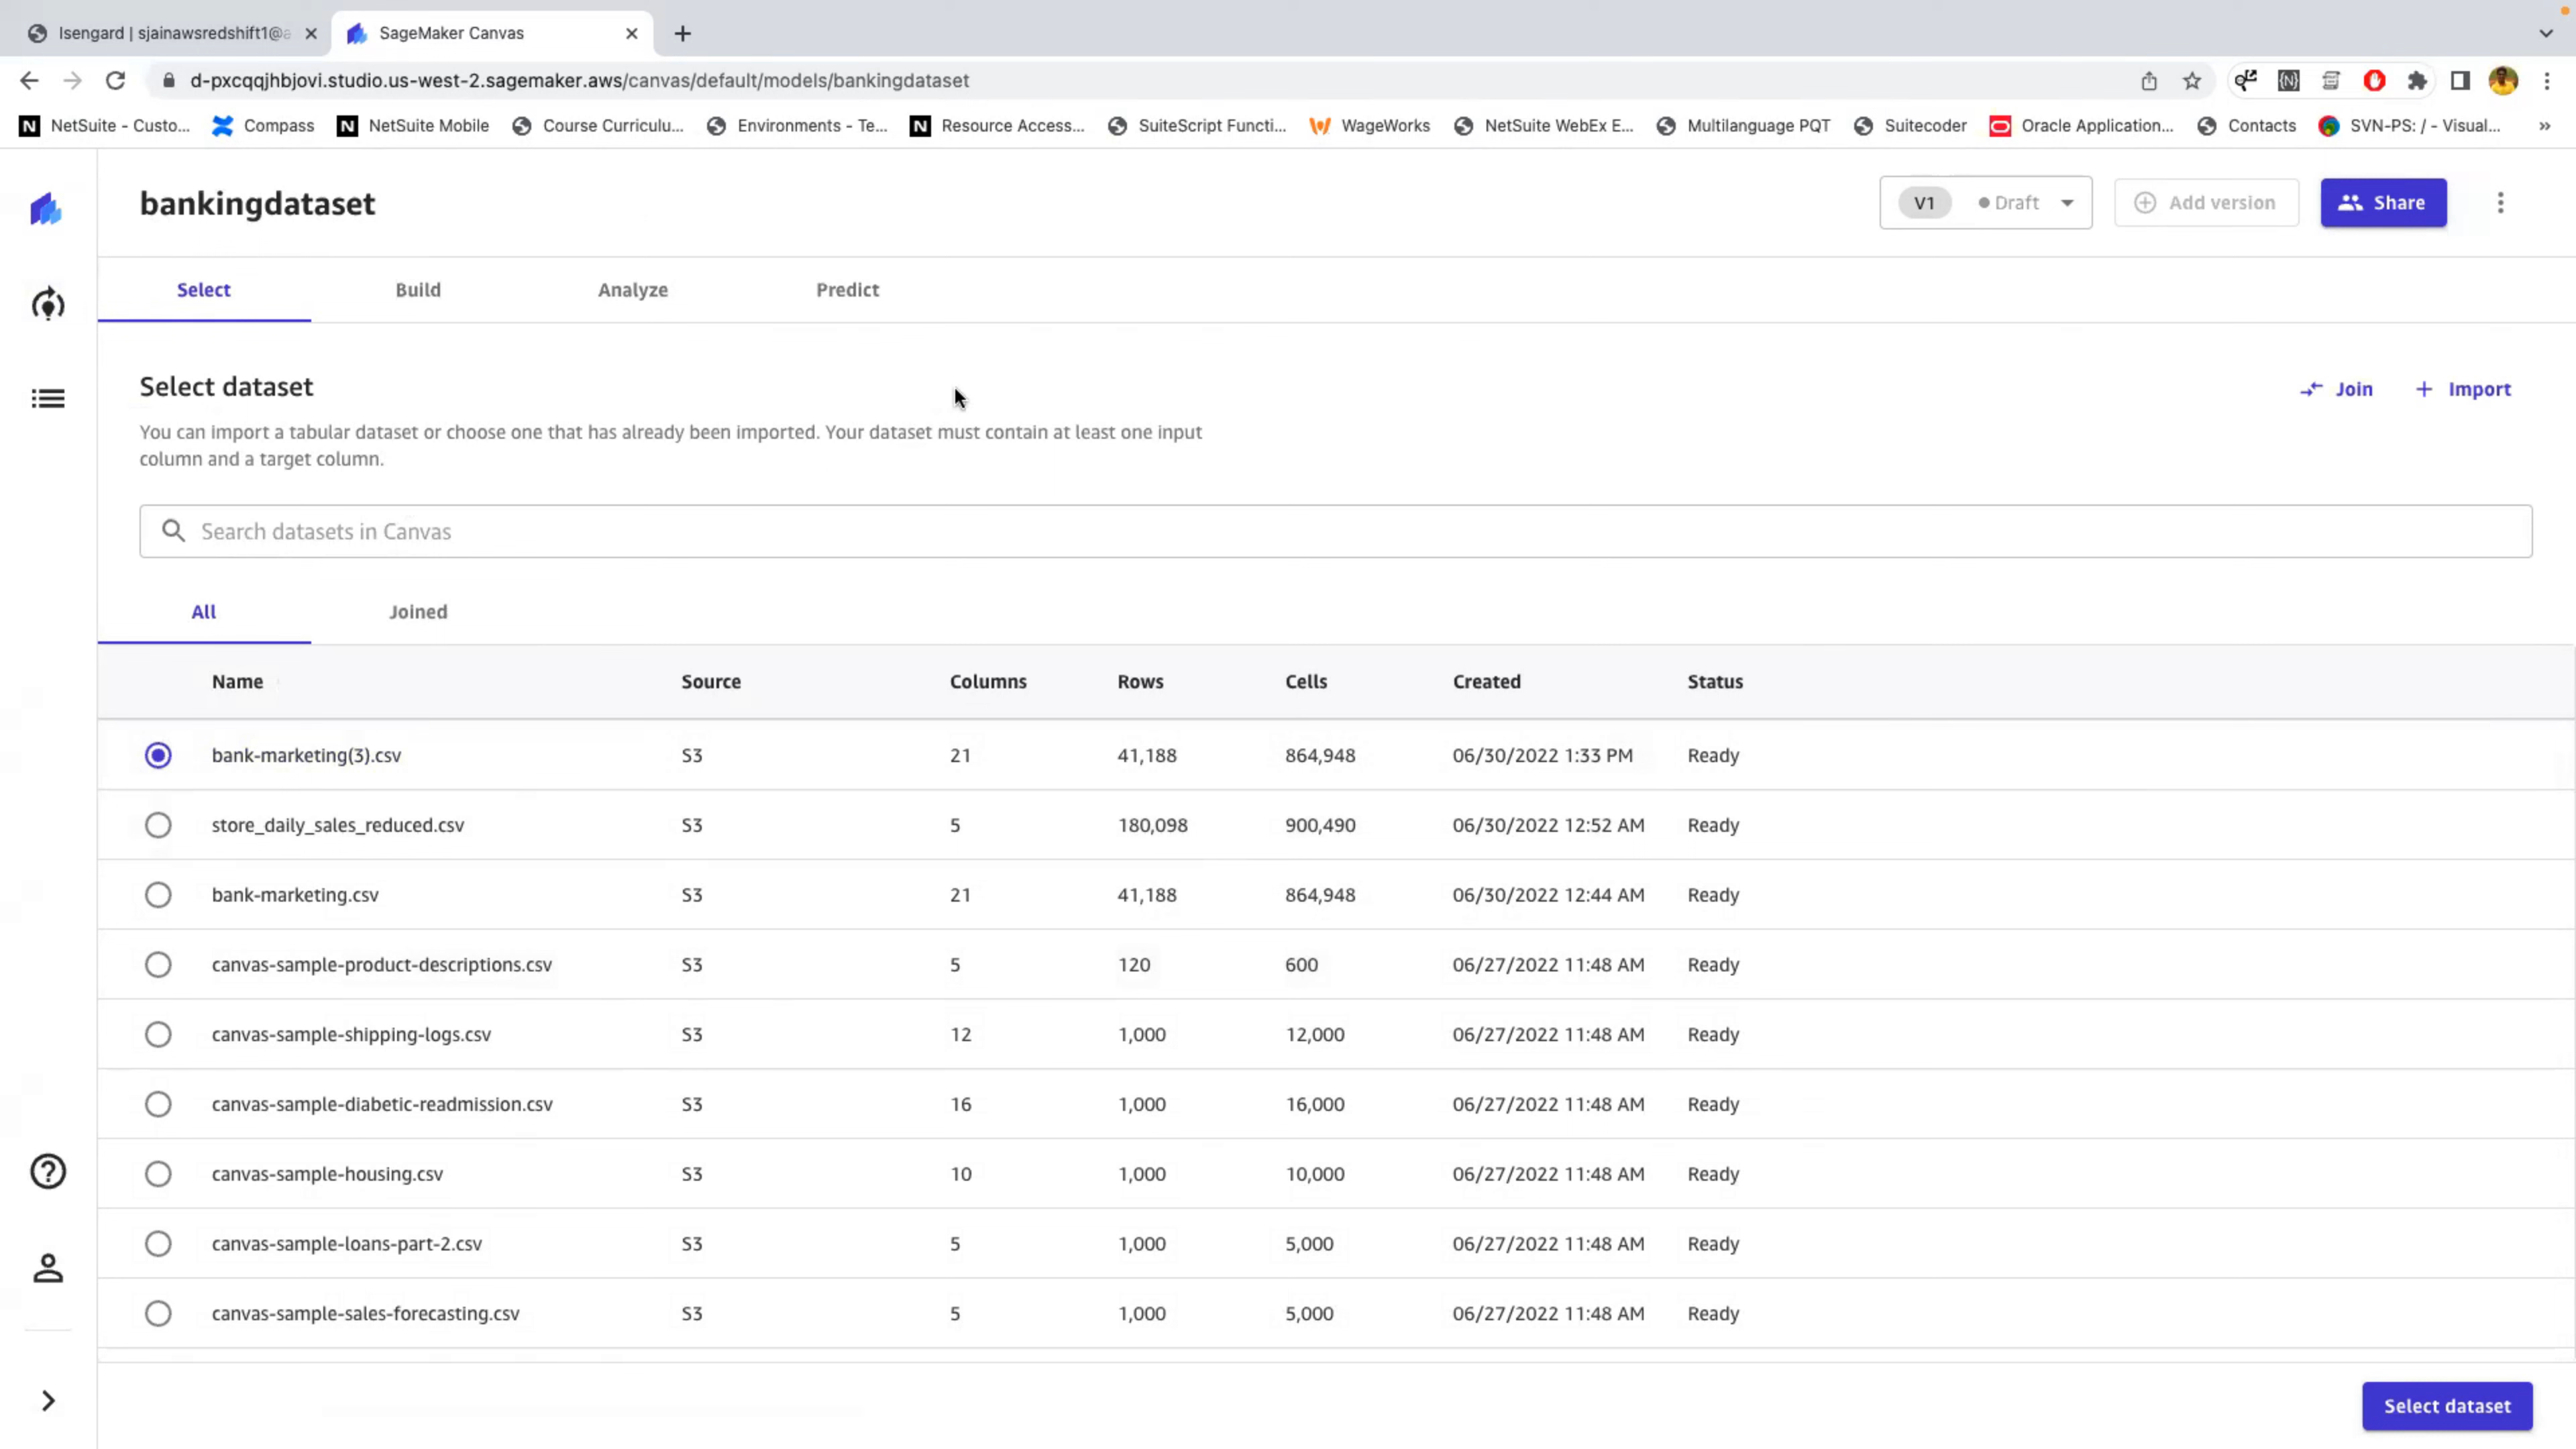 Isengard | sjainawsredshift1@a
SageMaker Canvas
d-pxcqqjhbjovi.studio.us-west-2.sagemaker.aws/canvas/default/models/bankingdataset
NetSuite - Custo... Compass NetSuite Mobile Course Curriculu... Environments - Te... Resource Access... SuiteScript Functi... WageWorks NetSuite WebEx E... Multilanguage PQT Suitecoder Oracle Application... Contacts SVN-PS: / - Visual... »
bankingdataset
V1 Draft Add version Share
Select Build Analyze Predict
Select dataset
Join Import
You can import a tabular dataset or choose one that has already been imported. Your dataset must contain at least one input
column and a target column.
Search datasets in Canvas
All Joined
Name Source Columns Rows Cells Created Status
bank-marketing(3).csv S3 21 41,188 864,948 06/30/2022 1:33 PM Ready
store_daily_sales_reduced.csv S3 5 180,098 900,490 06/30/2022 12:52 AM Ready
bank-marketing.csv S3 21 41,188 864,948 06/30/2022 12:44 AM Ready
canvas-sample-product-descriptions.csv S3 5 120 600 06/27/2022 11:48 AM Ready
canvas-sample-shipping-logs.csv S3 12 1,000 12,000 06/27/2022 11:48 AM Ready
canvas-sample-diabetic-readmission.csv S3 16 1,000 16,000 06/27/2022 11:48 AM Ready
canvas-sample-housing.csv S3 10 1,000 10,000 06/27/2022 11:48 AM Ready
canvas-sample-loans-part-2.csv S3 5 1,000 5,000 06/27/2022 11:48 AM Ready
canvas-sample-sales-forecasting.csv S3 5 1,000 5,000 06/27/2022 11:48 AM Ready
Select dataset